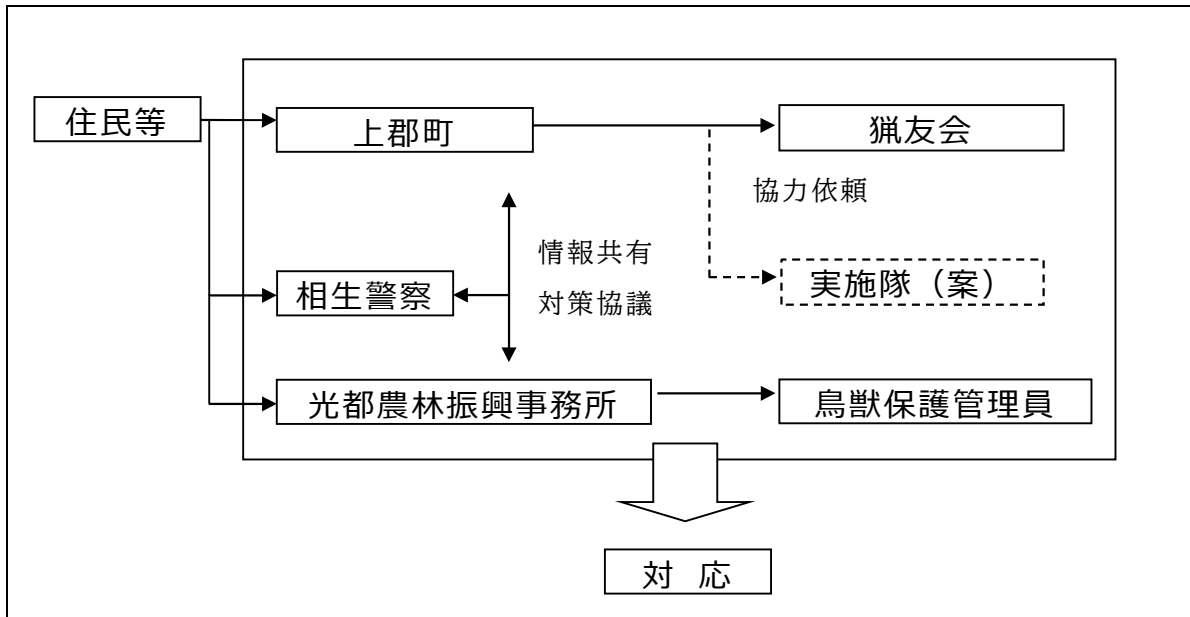 住民等
上郡町
猟友会
協力依頼
情報共有
対策協議
相生警察
実施隊（案）
光都農林振興事務所
鳥獣保護管理員
対 応